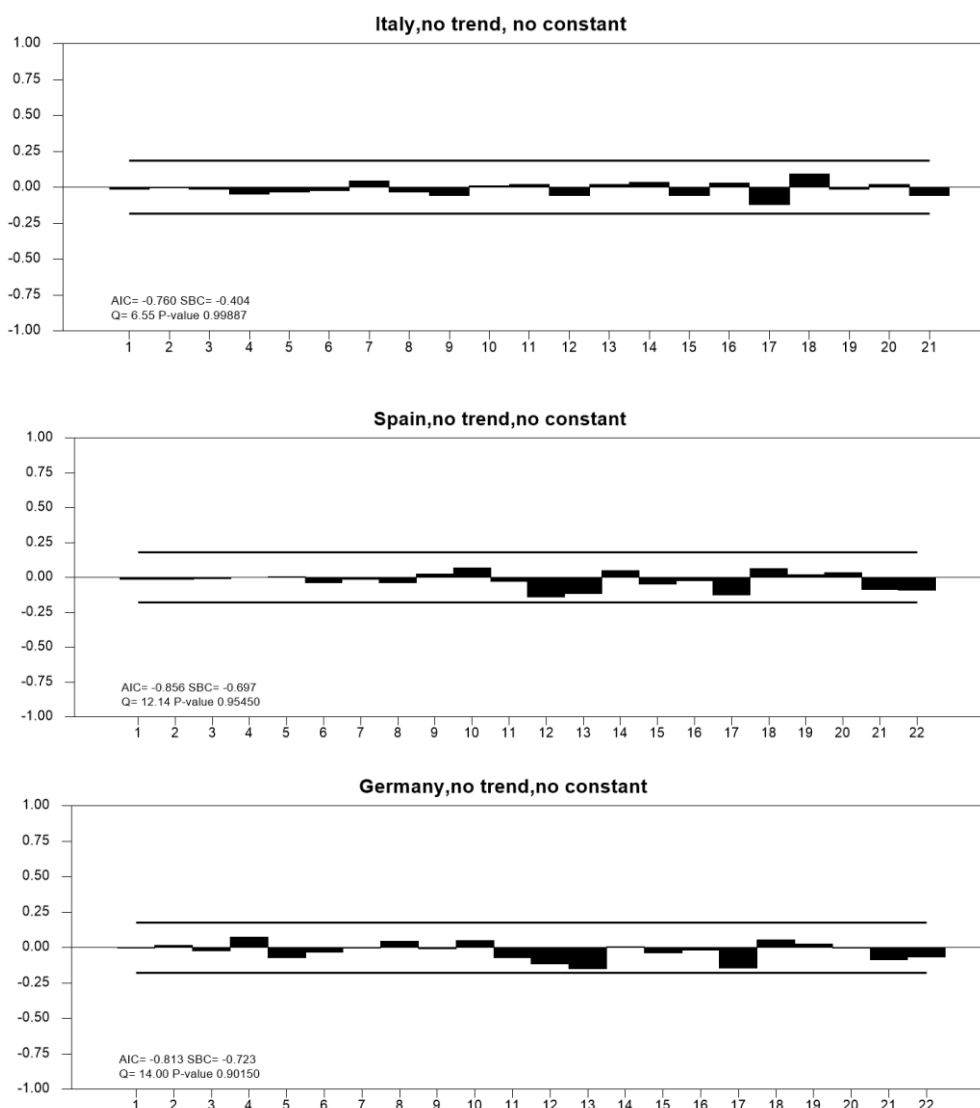 Italy,no trend, no constant
1.00
0.75
0.50
0.25
0.00
-0.25
-0.50
-0.75
-1.00
AIC= -0.760 SBC= -0.404
Q= 6.55 P-value 0.99887
1 2 3 4 5 6 7 8 9 10 11 12 13 14 15 16 17 18 19 20 21
Spain,no trend,no constant
1.00
0.75
0.50
0.25
0.00
-0.25
-0.50
-0.75
-1.00
AIC= -0.856 SBC= -0.697
Q= 12.14 P-value 0.95450
1 2 3 4 5 6 7 8 9 10 11 12 13 14 15 16 17 18 19 20 21 22
Germany,no trend,no constant
1.00
0.75
0.50
0.25
0.00
-0.25
-0.50
-0.75
-1.00
AIC= -0.813 SBC= -0.723
Q= 14.00 P-value 0.90150
1 2 3 4 5 6 7 8 9 10 11 12 13 14 15 16 17 18 19 20 21 22